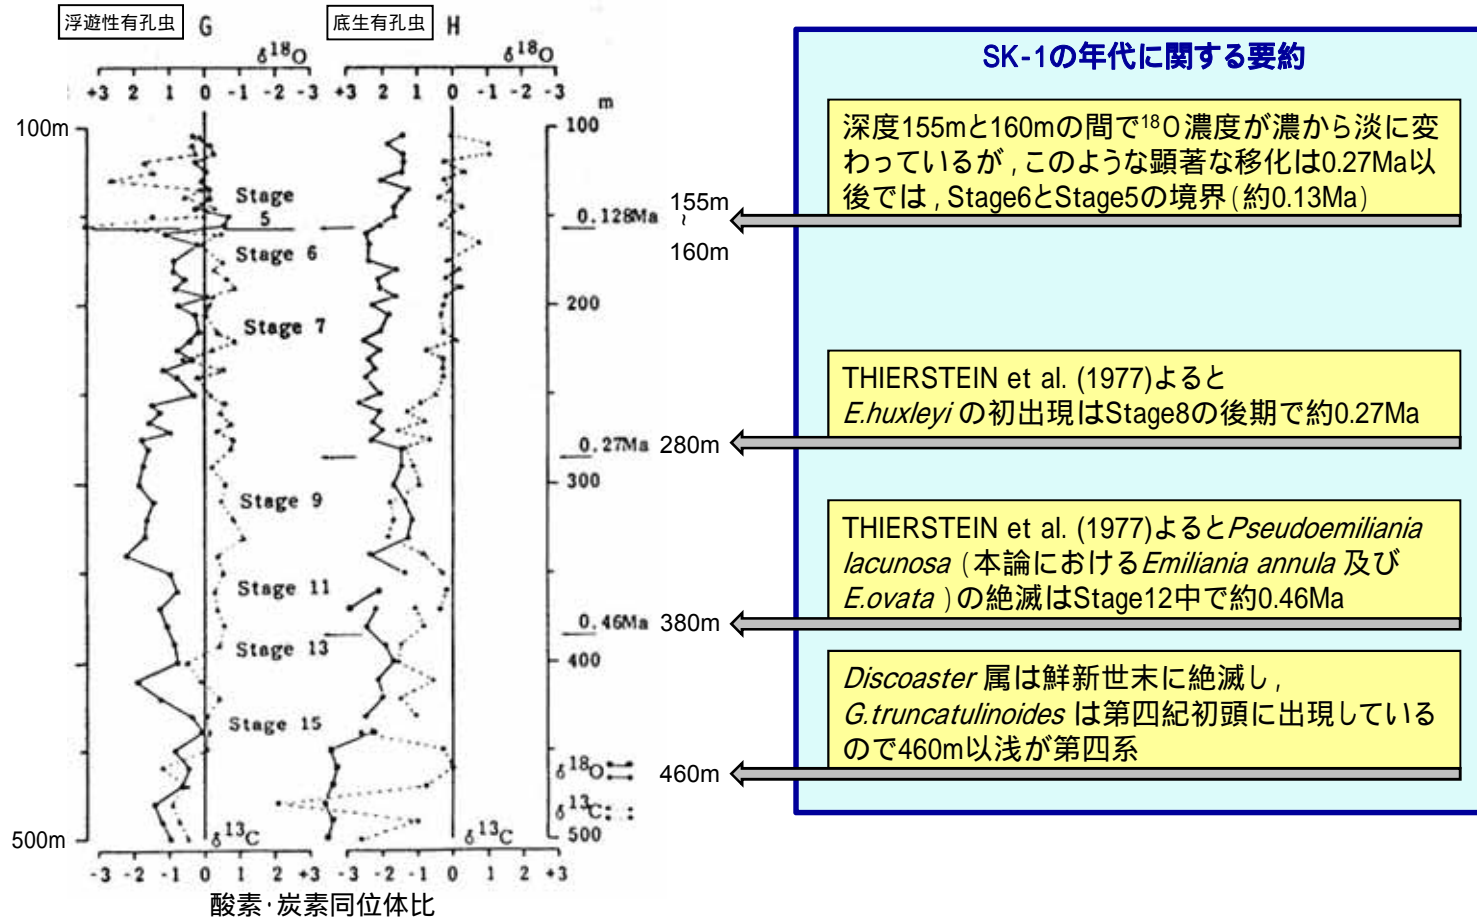 浮遊性有孔虫 G
底生有孔虫 H
δ18O
δ18O
+3 2 1 0 -1 -2 -3
+3 2 1 0 -1 -2 -3
m
100m
100
Stage 5
0.128Ma
Stage 6
200
Stage 7
0.27Ma
300
Stage 9
Stage 11
0.46Ma
Stage 13
400
Stage 15
δ18O
δ13C
500m
500
δ13C
-3 -2 -1 0 1 2 +3
-3 -2 -1 0 1 2 +3
酸素・炭素同位体比
155m
~
160m
280m
380m
460m
SK-1の年代に関する要約
深度155mと160mの間で18O濃度が濃から淡に変
わっているが，このような顕著な移化は0.27Ma以
後では，Stage6とStage5の境界（約0.13Ma）
THIERSTEIN et al. (1977)よると
E.huxleyi の初出現はStage8の後期で約0.27Ma
THIERSTEIN et al. (1977)よるとPseudoemiliania
lacunosa（本論におけるEmiliania annula 及び
E.ovata ）の絶滅はStage12中で約0.46Ma
Discoaster 属は鮮新世末に絶滅し，
G.truncatulinoides は第四紀初頭に出現している
ので460m以浅が第四系